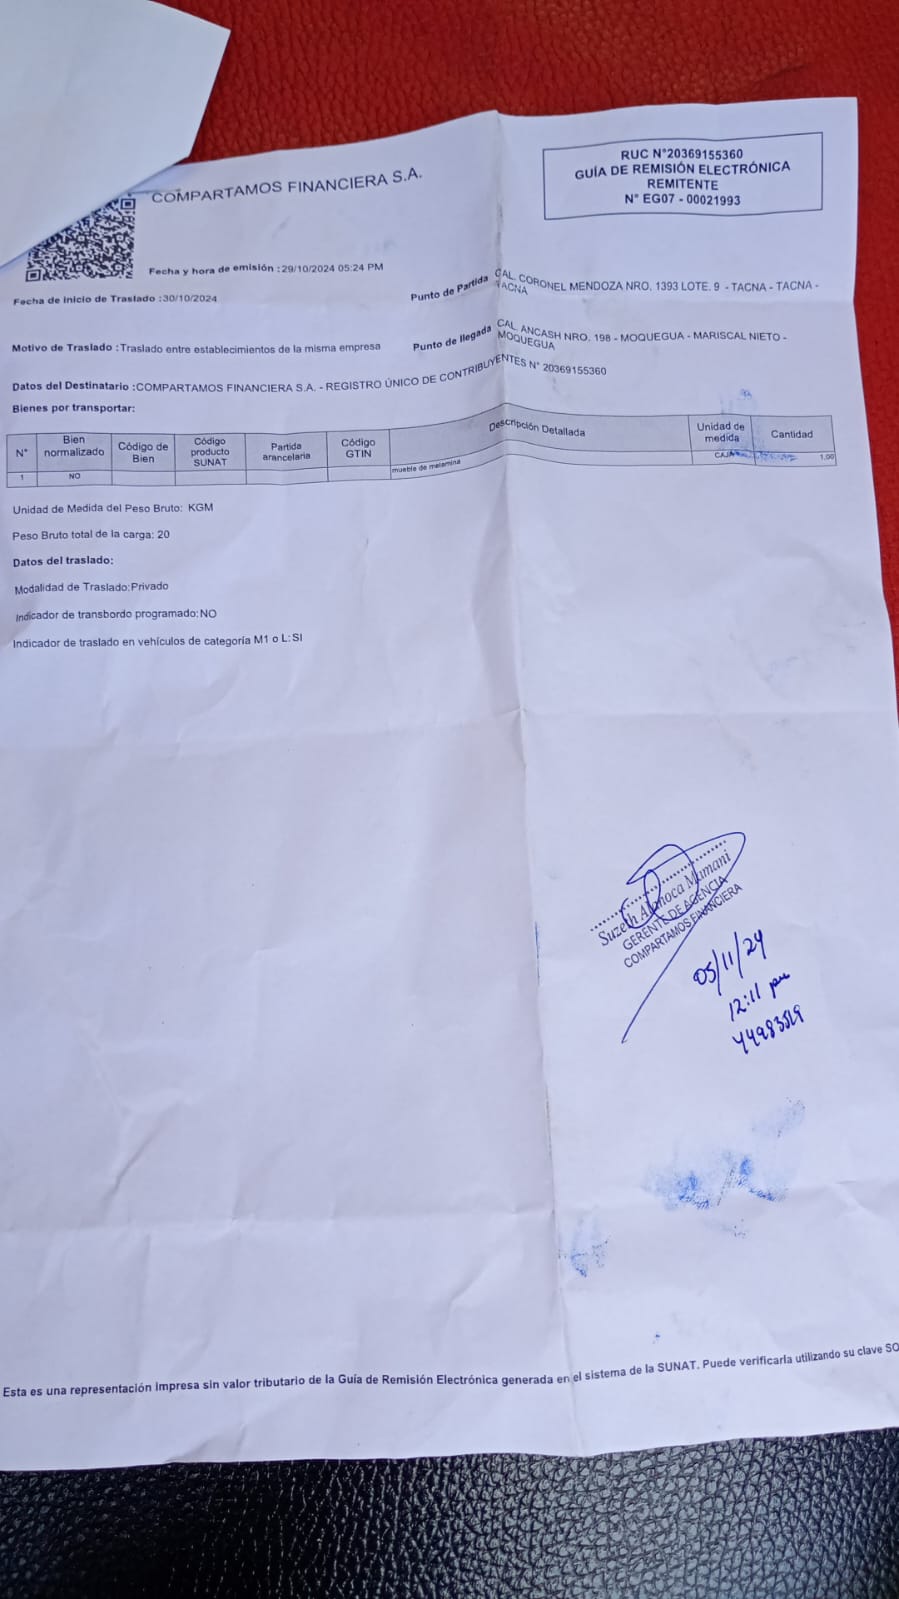 COMPARTAMOS FINANCIERA S.A.
RUC N°20369155360
GUÍA DE REMISIÓN ELECTRÓNICA
REMITENTE
N° EG07 - 00021993
Fecha y hora de emisión :29/10/2024 05:24 PM
Fecha de inicio de Traslado :30/10/2024
Punto de Partida CAL. CORONEL MENDOZA NRO. 1393 LOTE. 9 - TACNA - TACNA -
TACNA
Motivo de Traslado :Traslado entre establecimientos de la misma empresa
Punto de llegada CAL. ANCASH NRO. 198 - MOQUEGUA - MARISCAL NIETO -
MOQUEGUA
Datos del Destinatario :COMPARTAMOS FINANCIERA S.A. - REGISTRO ÚNICO DE CONTRIBUYENTES N° 20369155360
Bienes por transportar:
N° Bien normalizado Código de Bien Código producto SUNAT Partida arancelaria Código GTIN Descripción Detallada Unidad de medida Cantidad
1 NO mueble de melamina CAJA 1.00
Unidad de Medida del Peso Bruto: KGM
Peso Bruto total de la carga: 20
Datos del traslado:
Modalidad de Traslado:Privado
Indicador de transbordo programado:NO
Indicador de traslado en vehículos de categoría M1 o L:SI
Suzeth Alanoca Mamani
GERENTE DE AGENCIA
COMPARTAMOS FINANCIERA
05/11/24
12:11 pm
Esta es una representación impresa sin valor tributario de la Guía de Remisión Electrónica generada en el sistema de la SUNAT. Puede verificarla utilizando su clave SO